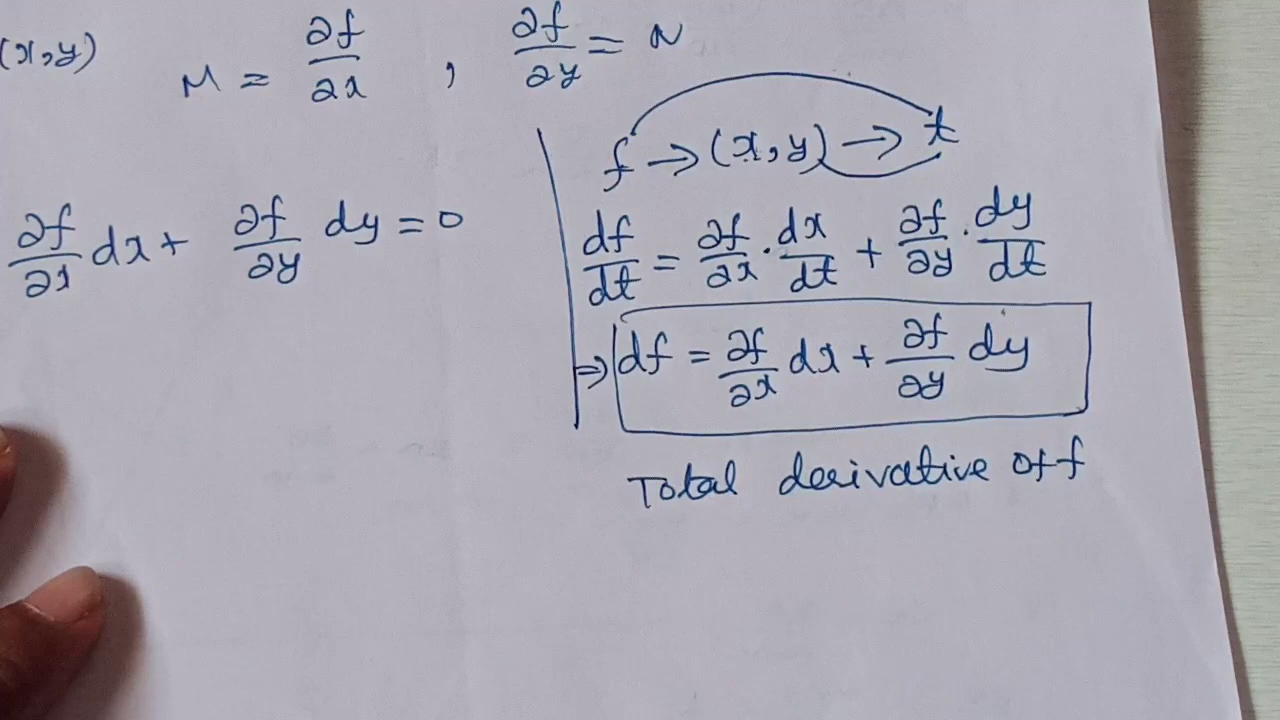 (x,y)
M = ∂f/∂x , ∂f/∂y = N
f → (x,y) → t
∂f/∂x dx + ∂f/∂y dy = 0
df/dt = ∂f/∂x · dx/dt + ∂f/∂y · dy/dt
⇒ df = ∂f/∂x dx + ∂f/∂y dy
Total derivative of f